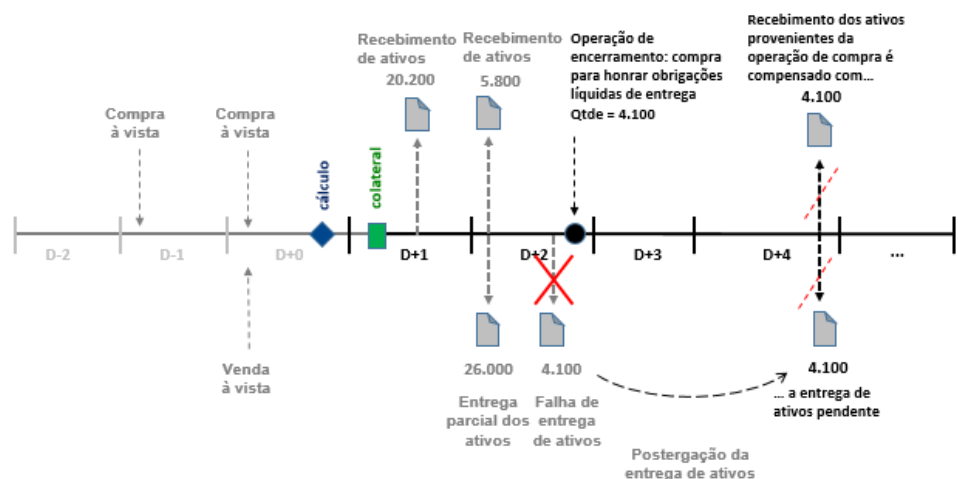 Recebimento
de ativos
20.200
Recebimento
de ativos
5.800
Operação de
encerramento: compra
para honrar obrigações
líquidas de entrega
Qtde = 4.100
Recebimento dos ativos
provenientes da
operação de compra é
compensado com...
4.100
Compra
à vista
Compra
à vista
cálculo
colateral
D-2
D-1
D+0
D+1
D+2
D+3
D+4
...
Venda
à vista
26.000
Entrega
parcial dos
ativos
4.100
Falha de
entrega
de ativos
4.100
... a entrega de
ativos pendente
Postergação da
entrega de ativos